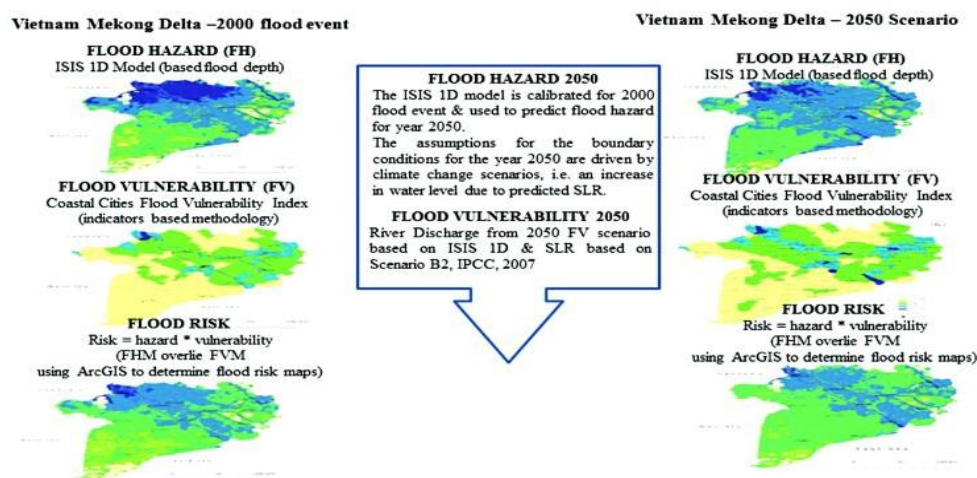 Vietnam Mekong Delta –2000 flood event
FLOOD HAZARD (FH)
ISIS 1D Model (based flood depth)
FLOOD VULNERABILITY (FV)
Coastal Cities Flood Vulnerability Index
(indicators based methodology)
FLOOD RISK
Risk = hazard * vulnerability
(FHM overlie FVM
using ArcGIS to determine flood risk maps)
FLOOD HAZARD 2050
The ISIS 1D model is calibrated for 2000
flood event & used to predict flood hazard
for year 2050.
The assumptions for the boundary
conditions for the year 2050 are driven by
climate change scenarios, i.e. an increase
in water level due to predicted SLR.
FLOOD VULNERABILITY 2050
River Discharge from 2050 FV scenario
based on ISIS 1D & SLR based on
Scenario B2, IPCC, 2007
Vietnam Mekong Delta – 2050 Scenario
FLOOD HAZARD (FH)
ISIS 1D Model (based flood depth)
FLOOD VULNERABILITY (FV)
Coastal Cities Flood Vulnerability Index
(indicators based methodology)
FLOOD RISK
Risk = hazard * vulnerability
(FHM overlie FVM
using ArcGIS to determine flood risk maps)